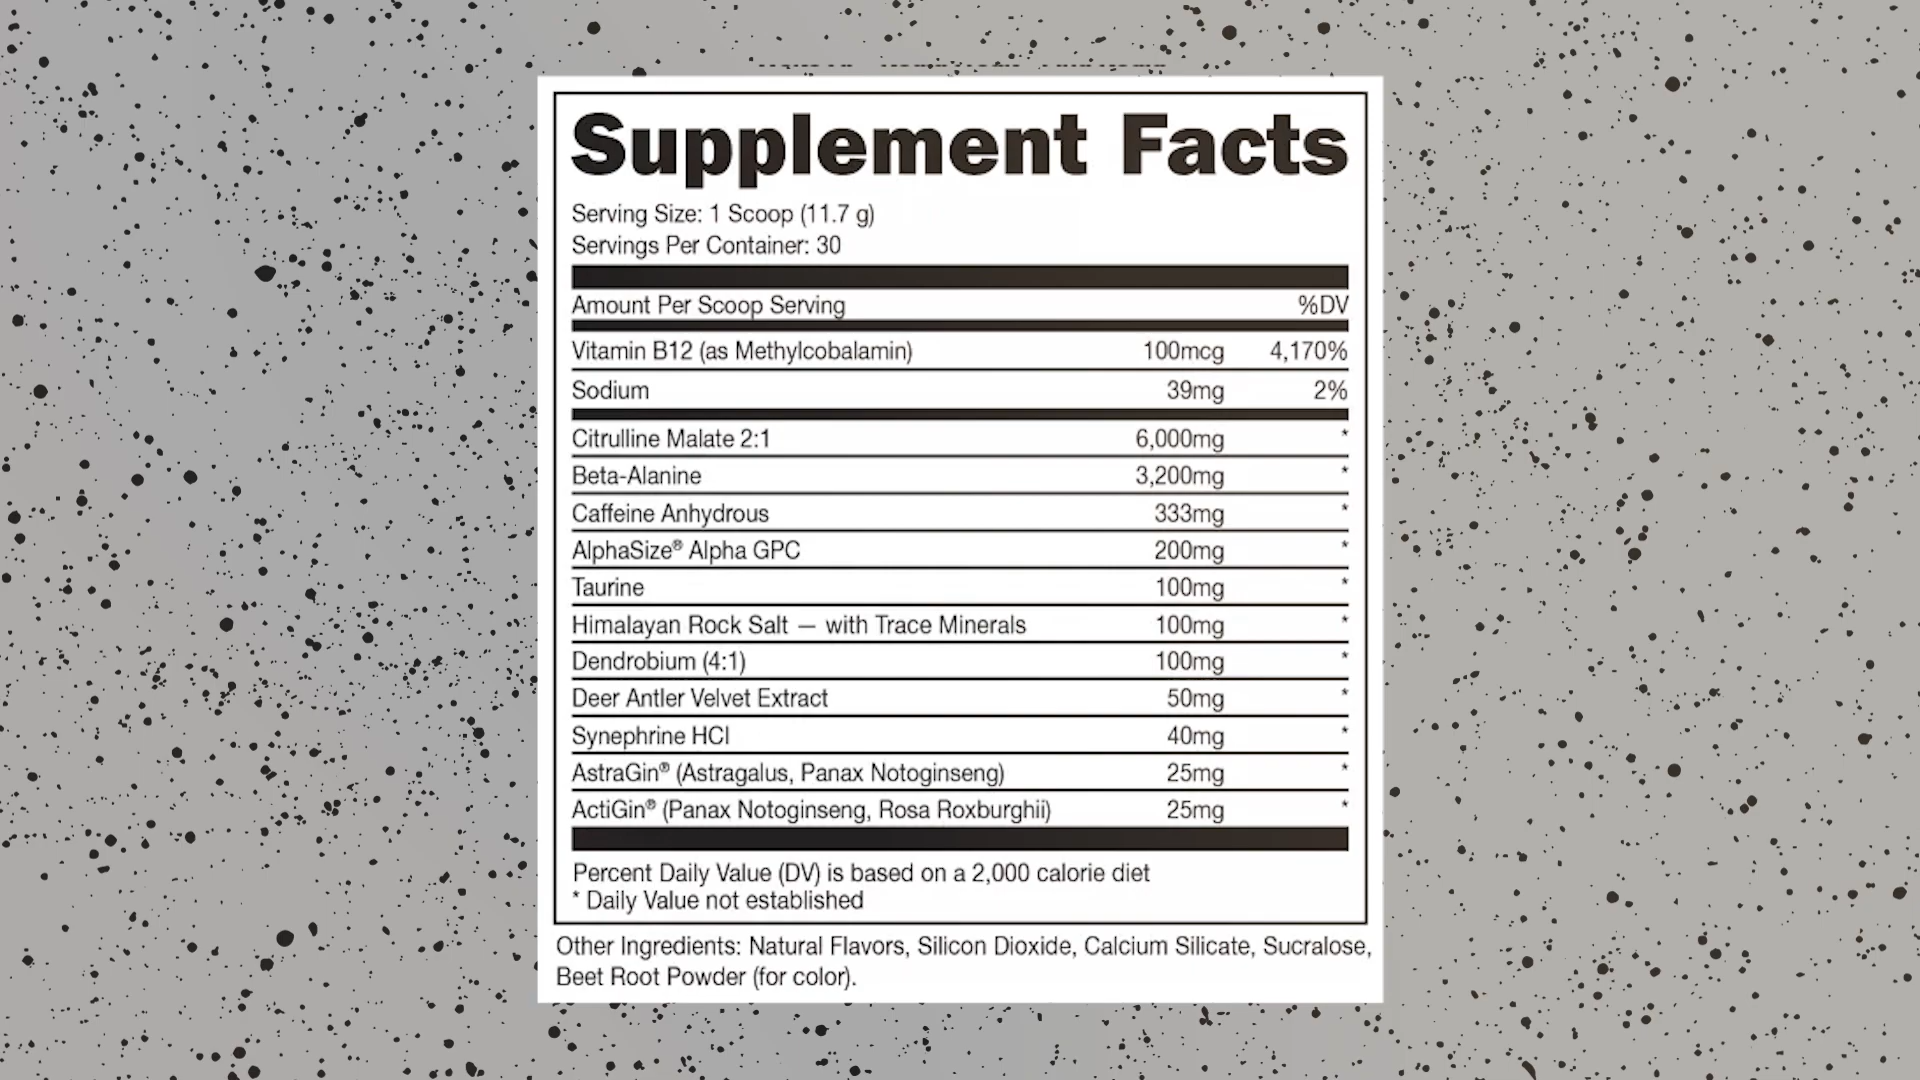 Supplement Facts
Serving Size: 1 Scoop (11.7 g)
Servings Per Container: 30
Amount Per Scoop Serving %DV
Vitamin B12 (as Methylcobalamin) 100mcg 4,170%
Sodium 39mg 2%
Citrulline Malate 2:1 6,000mg *
Beta-Alanine 3,200mg *
Caffeine Anhydrous 333mg *
AlphaSize® Alpha GPC 200mg *
Taurine 100mg *
Himalayan Rock Salt — with Trace Minerals 100mg *
Dendrobium (4:1) 100mg *
Deer Antler Velvet Extract 50mg *
Synephrine HCl 40mg *
AstraGin® (Astragalus, Panax Notoginseng) 25mg *
ActiGin® (Panax Notoginseng, Rosa Roxburghii) 25mg *
Percent Daily Value (DV) is based on a 2,000 calorie diet
* Daily Value not established
Other Ingredients: Natural Flavors, Silicon Dioxide, Calcium Silicate, Sucralose,
Beet Root Powder (for color).